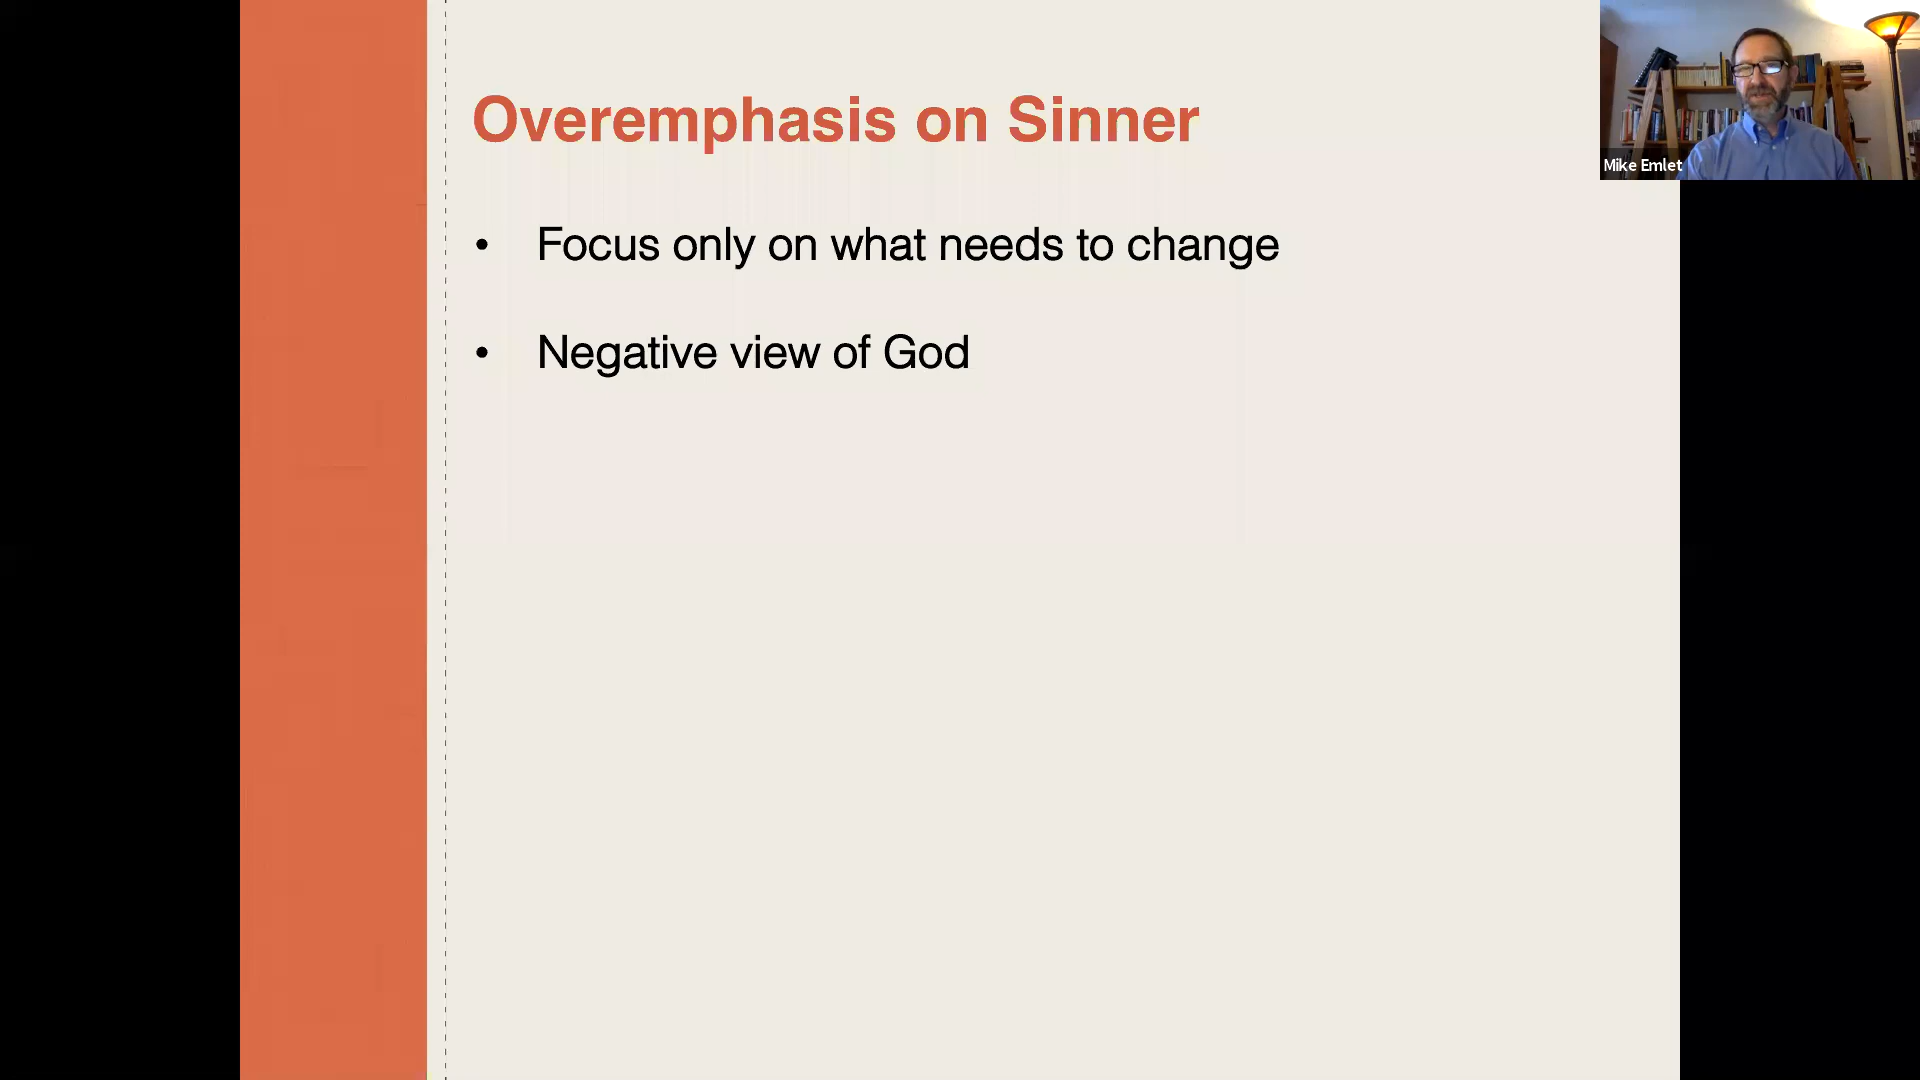 Overemphasis on Sinner
• Focus only on what needs to change
• Negative view of God
Mike Emlet